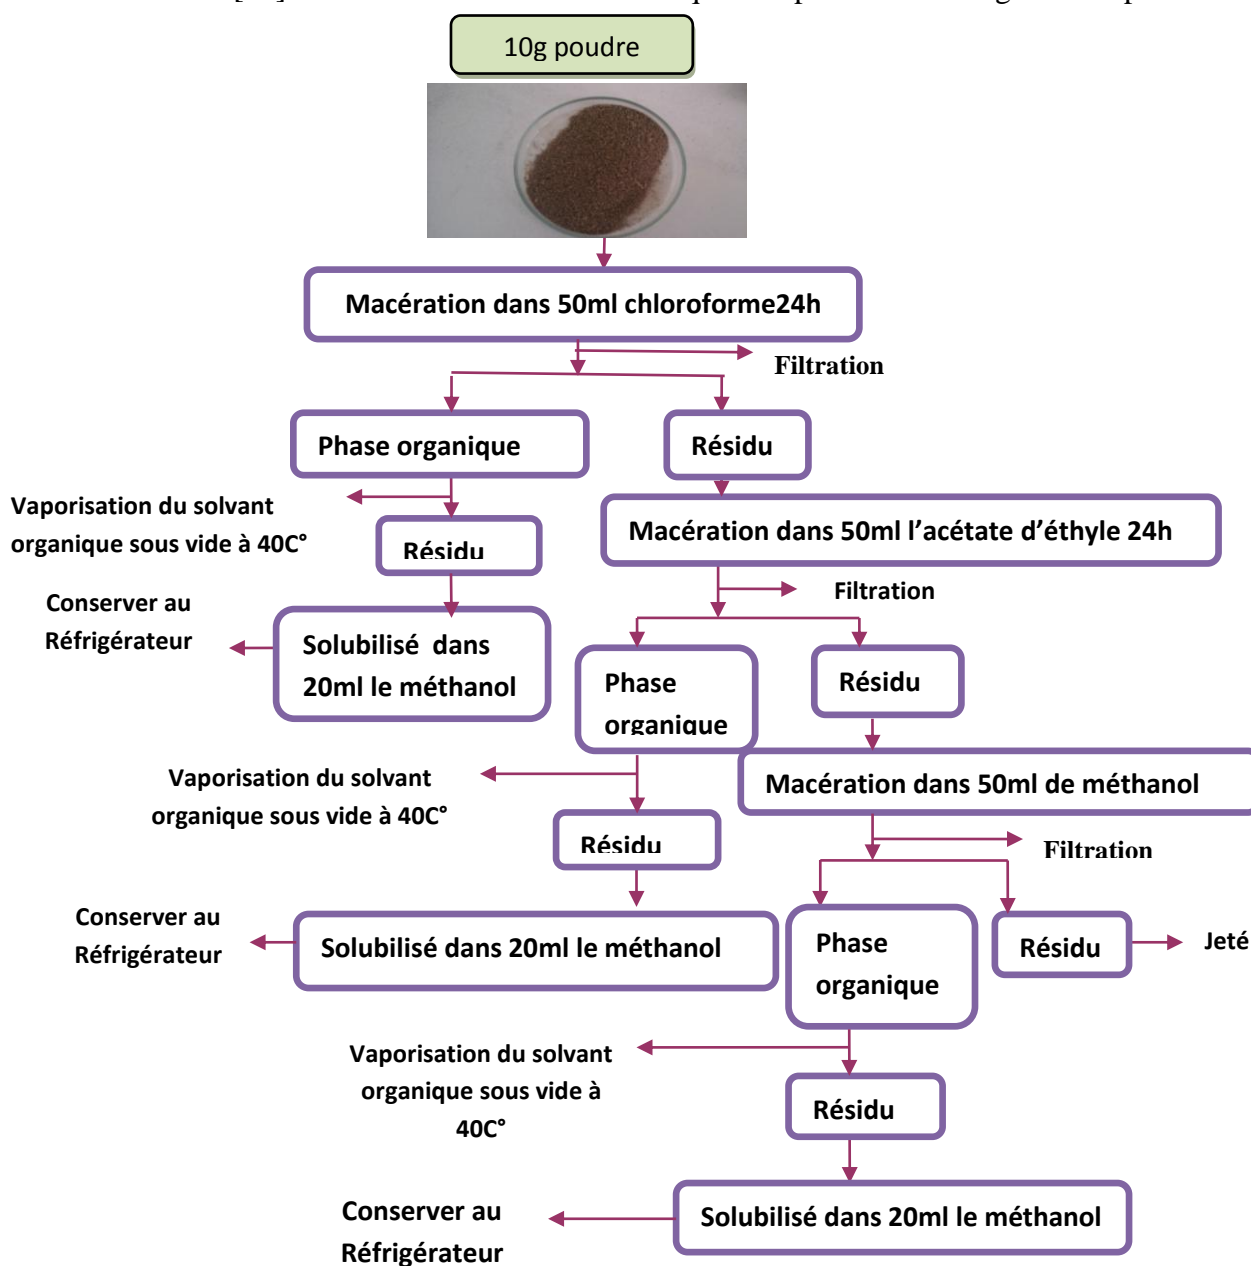 10g poudre
Macération dans 50ml chloroforme24h
Filtration
Phase organique
Résidu
Vaporisation du solvant
organique sous vide à 40C°
Résidu
Macération dans 50ml l'acétate d'éthyle 24h
Filtration
Conserver au
Réfrigérateur
Solubilisé dans
20ml le méthanol
Phase
organique
Résidu
Vaporisation du solvant
organique sous vide à 40C°
Macération dans 50ml de méthanol
Résidu
Filtration
Conserver au
Réfrigérateur
Solubilisé dans 20ml le méthanol
Phase
organique
Résidu
Jeté
Vaporisation du solvant
organique sous vide à
40C°
Résidu
Conserver au
Réfrigérateur
Solubilisé dans 20ml le méthanol